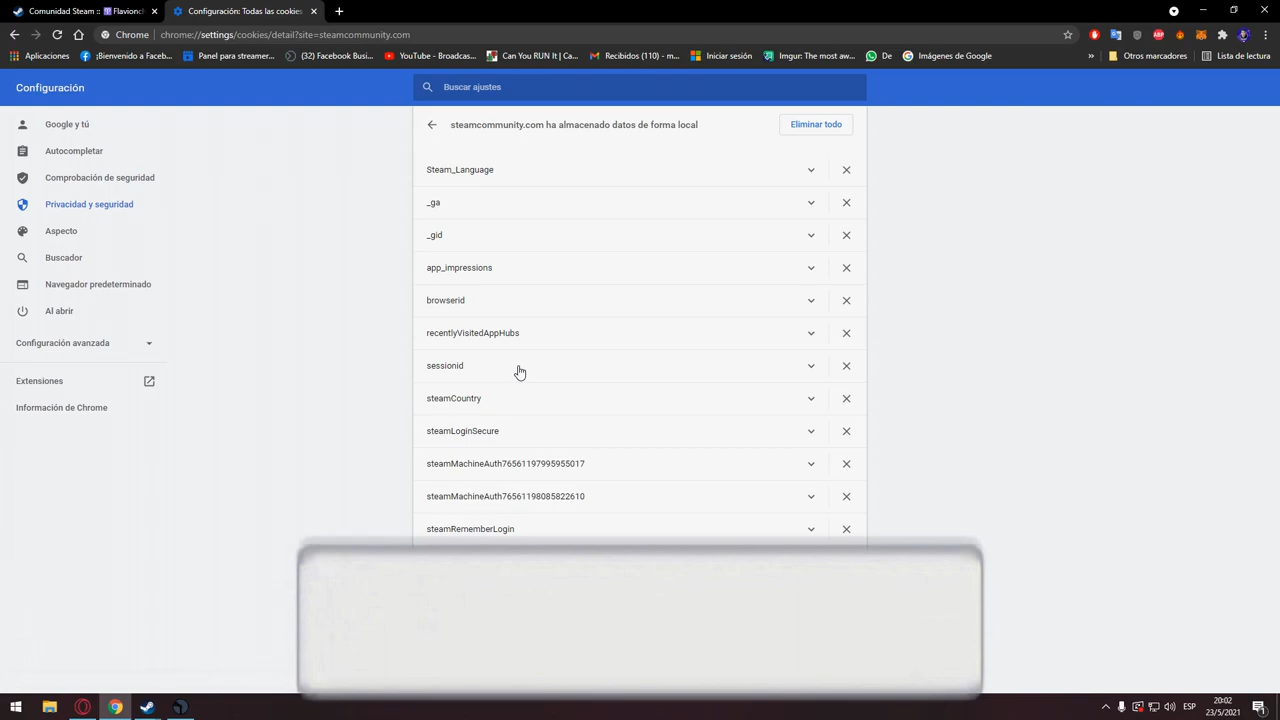 Comunidad Steam :: Flavionch
Configuración: Todas las cookies
Chrome | chrome://settings/cookies/detail?site=steamcommunity.com
Aplicaciones ¡Bienvenido a Facebo... Panel para streamer... (32) Facebook Busi... YouTube - Broadcas... Can You RUN It | Ca... Recibidos (110) - m... Iniciar sesión Imgur: The most aw... De Imágenes de Google » Otros marcadores Lista de lectura
Configuración
Buscar ajustes
Google y tú
Autocompletar
Comprobación de seguridad
Privacidad y seguridad
Aspecto
Buscador
Navegador predeterminado
Al abrir
Configuración avanzada
Extensiones
Información de Chrome
steamcommunity.com ha almacenado datos de forma local
Eliminar todo
Steam_Language
_ga
_gid
app_impressions
browserid
recentlyVisitedAppHubs
sessionid
steamCountry
steamLoginSecure
steamMachineAuth76561197995955017
steamMachineAuth76561198085822610
steamRememberLogin
ESP
20:02
23/5/2021